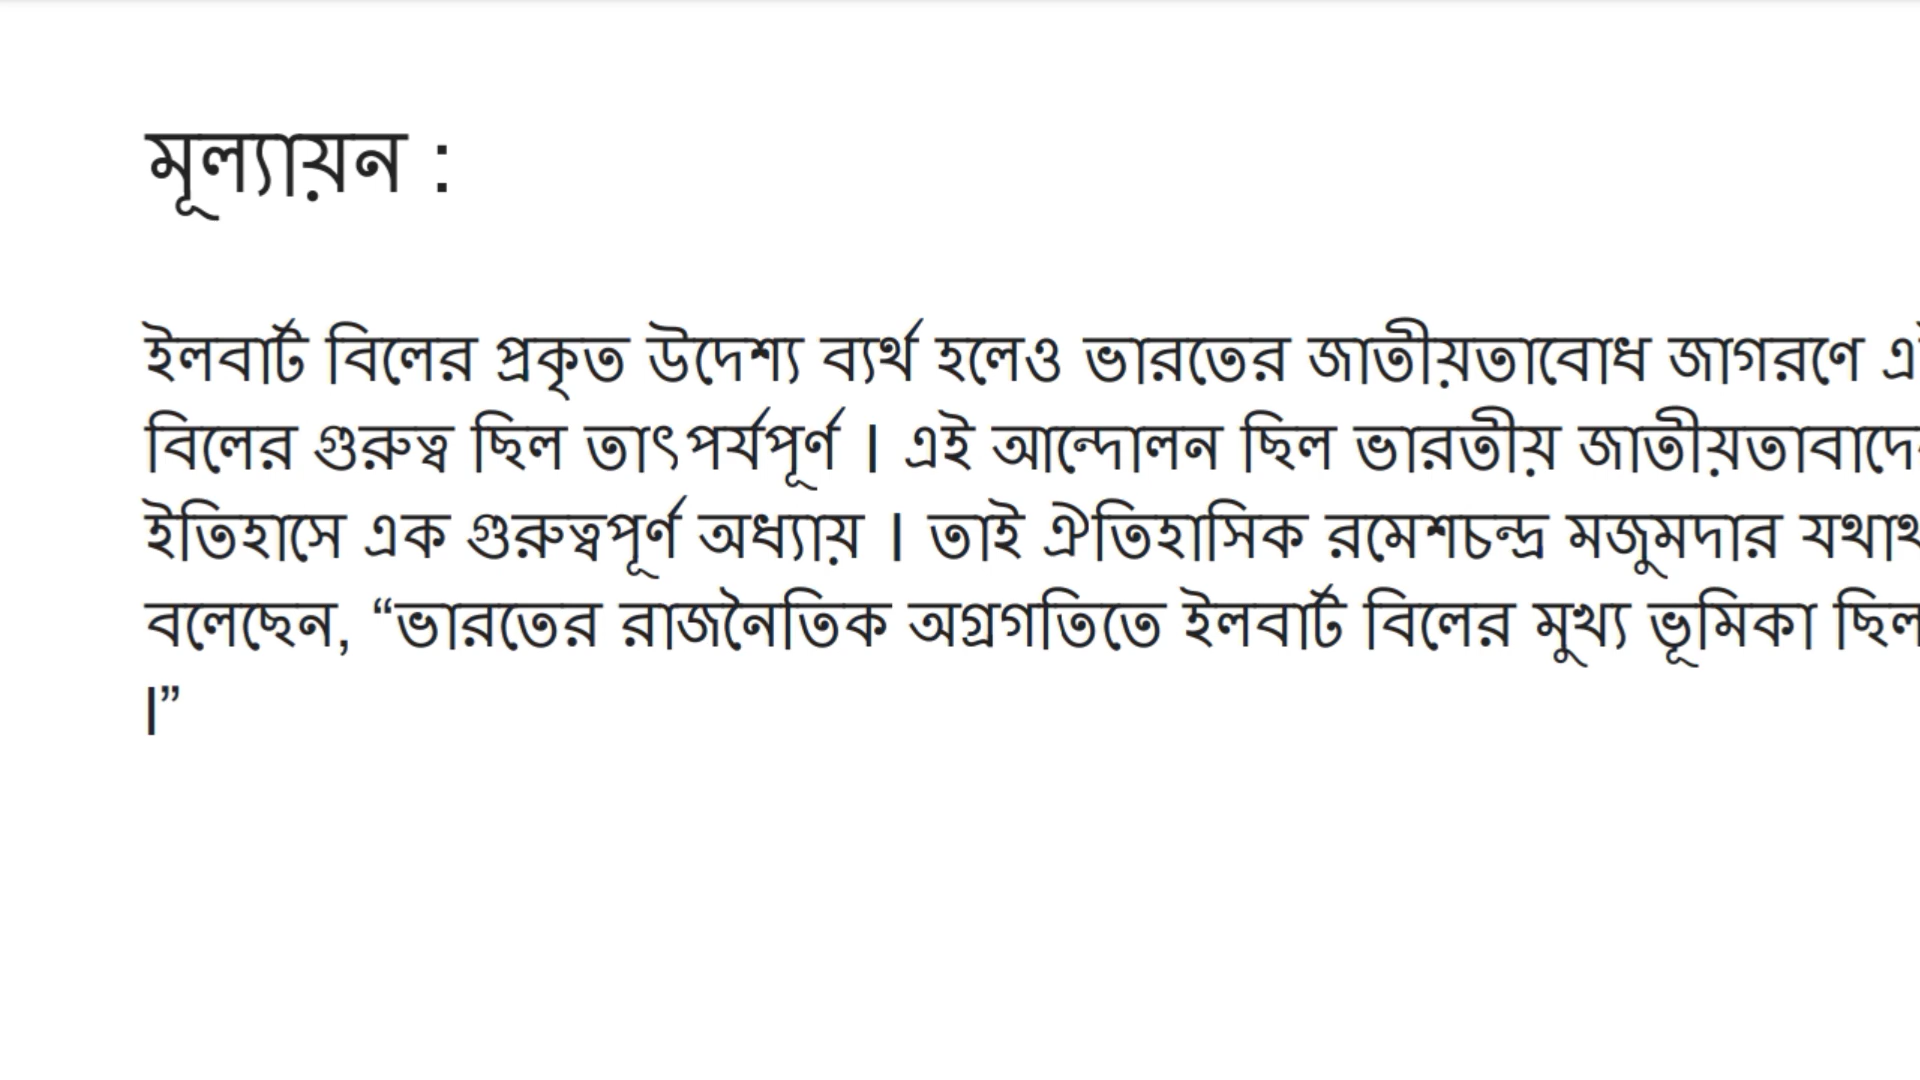 মূল্যায়ন :
ইলবার্ট বিলের প্রকৃত উদেশ্য ব্যর্থ হলেও ভারতের জাতীয়তাবোধ জাগরণে
বিলের গুরুত্ব ছিল তাৎপর্যপূর্ণ । এই আন্দোলন ছিল ভারতীয়
ইতিহাসে এক গুরুত্বপূর্ণ অধ্যায় । তাই ঐতিহাসিক রমেশচন্দ্র মজুমদার
বলেছেন, “ভারতের রাজনৈতিক অগ্রগতিতে ইলবার্ট বিলের মুখ্য ভূমিকা ছিল
।”